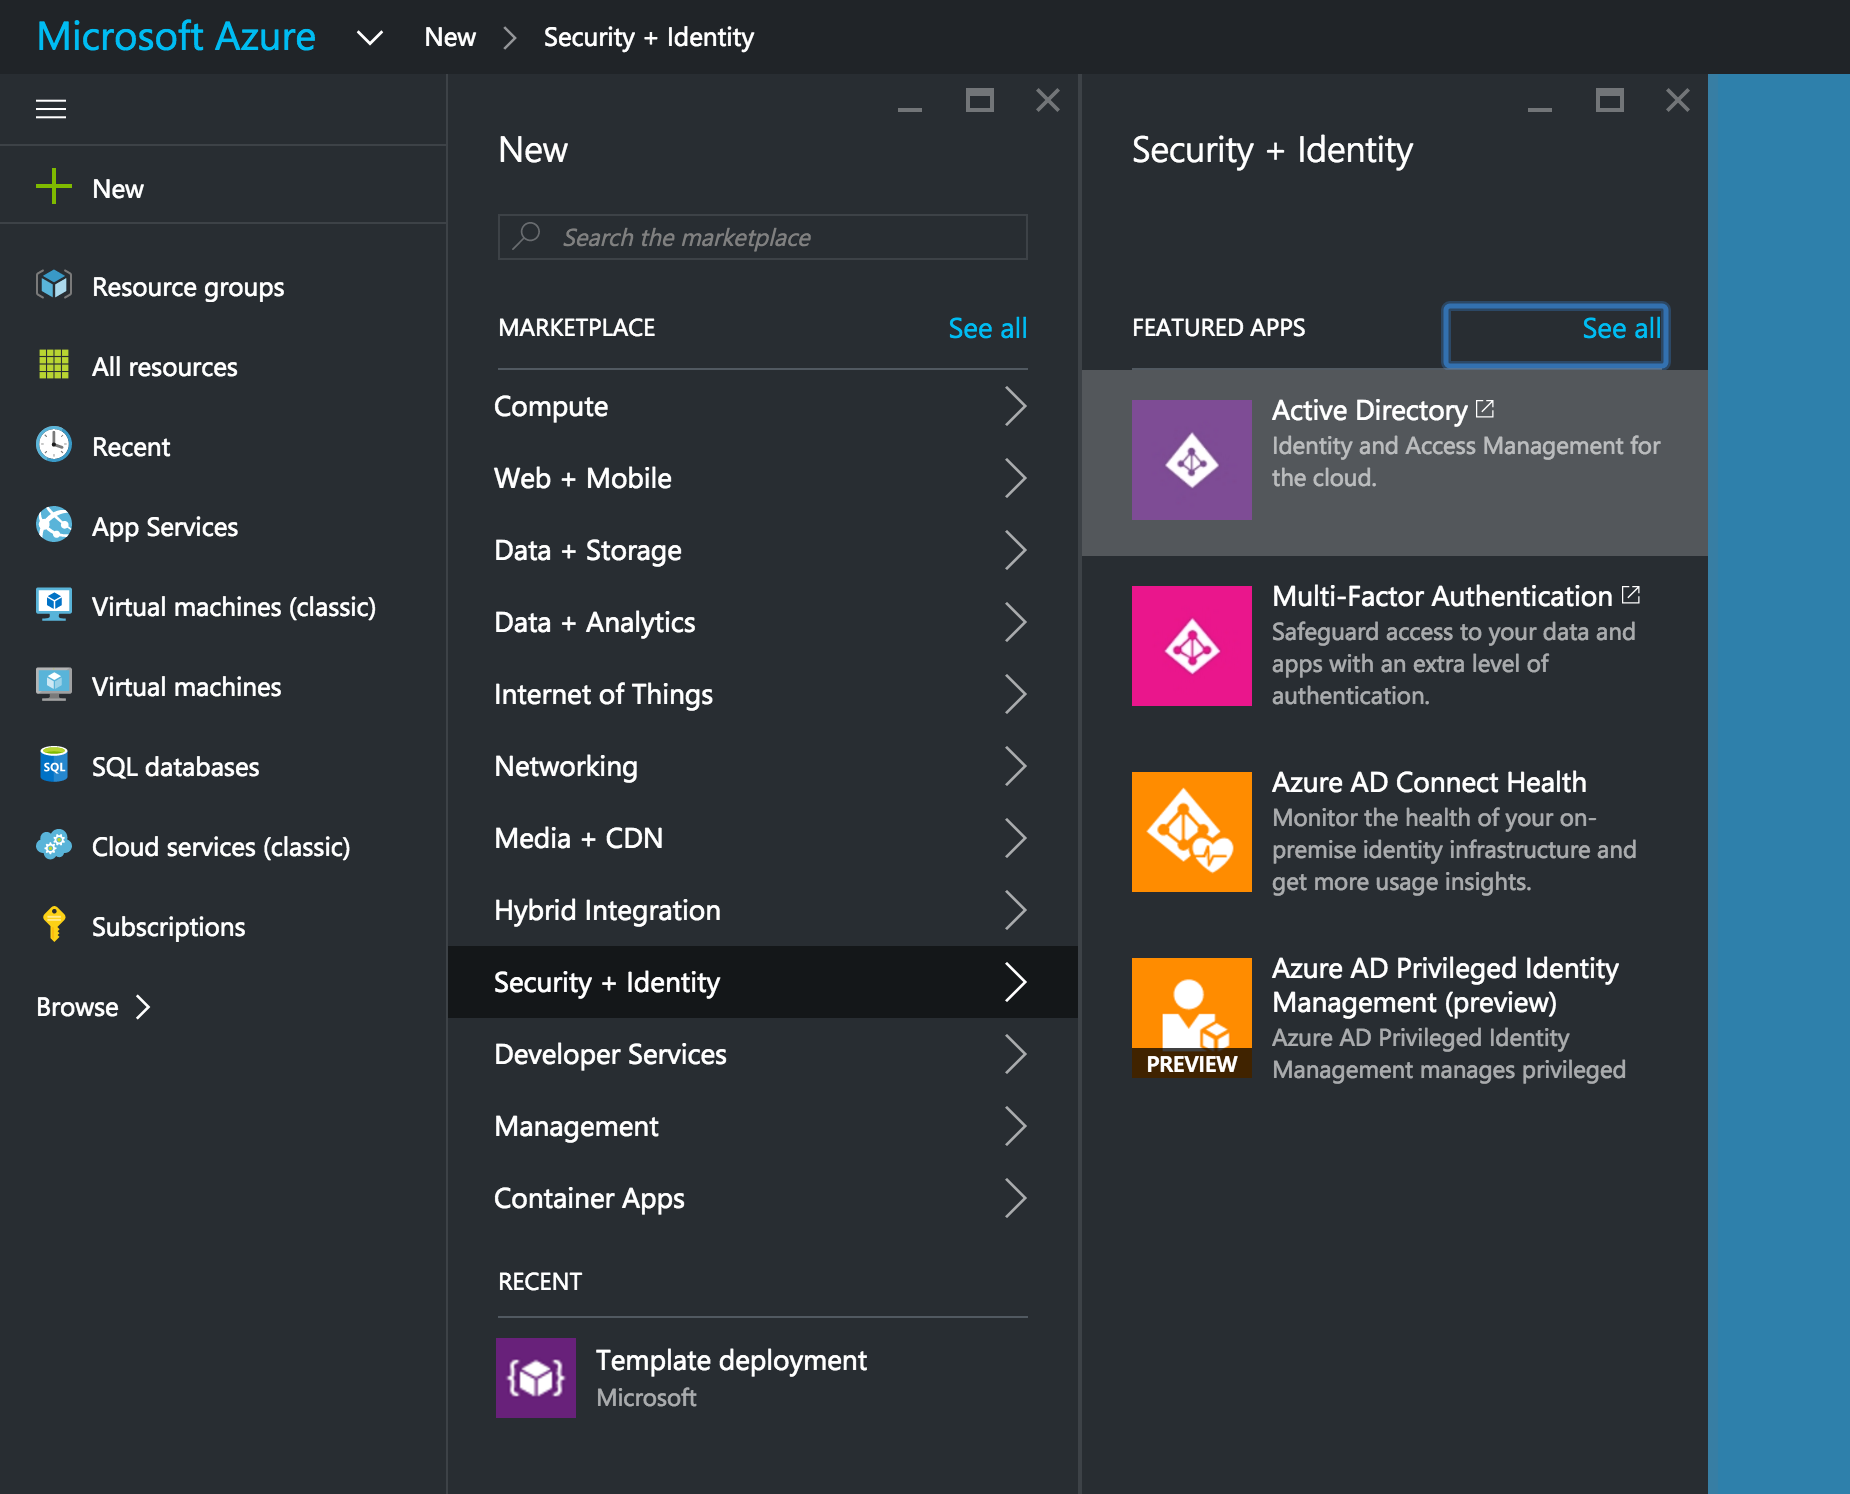 Microsoft Azure
New
Security + Identity
New
Resource groups
All resources
Recent
App Services
Virtual machines (classic)
Virtual machines
SQL
SQL databases
Cloud services (classic)
Subscriptions
Browse
New
Search the marketplace
MARKETPLACE
See all
Compute
Web + Mobile
Data + Storage
Data + Analytics
Internet of Things
Networking
Media + CDN
Hybrid Integration
Security + Identity
Developer Services
Management
Container Apps
RECENT
Template deployment
Microsoft
Security + Identity
FEATURED APPS
See all
Active Directory
Identity and Access Management for
the cloud.
Multi-Factor Authentication
Safeguard access to your data and
apps with an extra level of
authentication.
Azure AD Connect Health
Monitor the health of your on-
premise identity infrastructure and
get more usage insights.
PREVIEW
Azure AD Privileged Identity
Management (preview)
Azure AD Privileged Identity
Management manages privileged